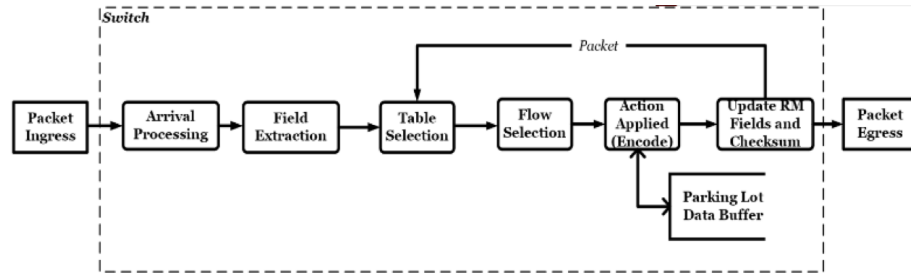 Switch
Packet
Packet
Ingress
Arrival
Processing
Field
Extraction
Table
Selection
Flow
Selection
Action
Applied
(Encode)
Update RM
Fields and
Checksum
Packet
Egress
Parking Lot
Data Buffer